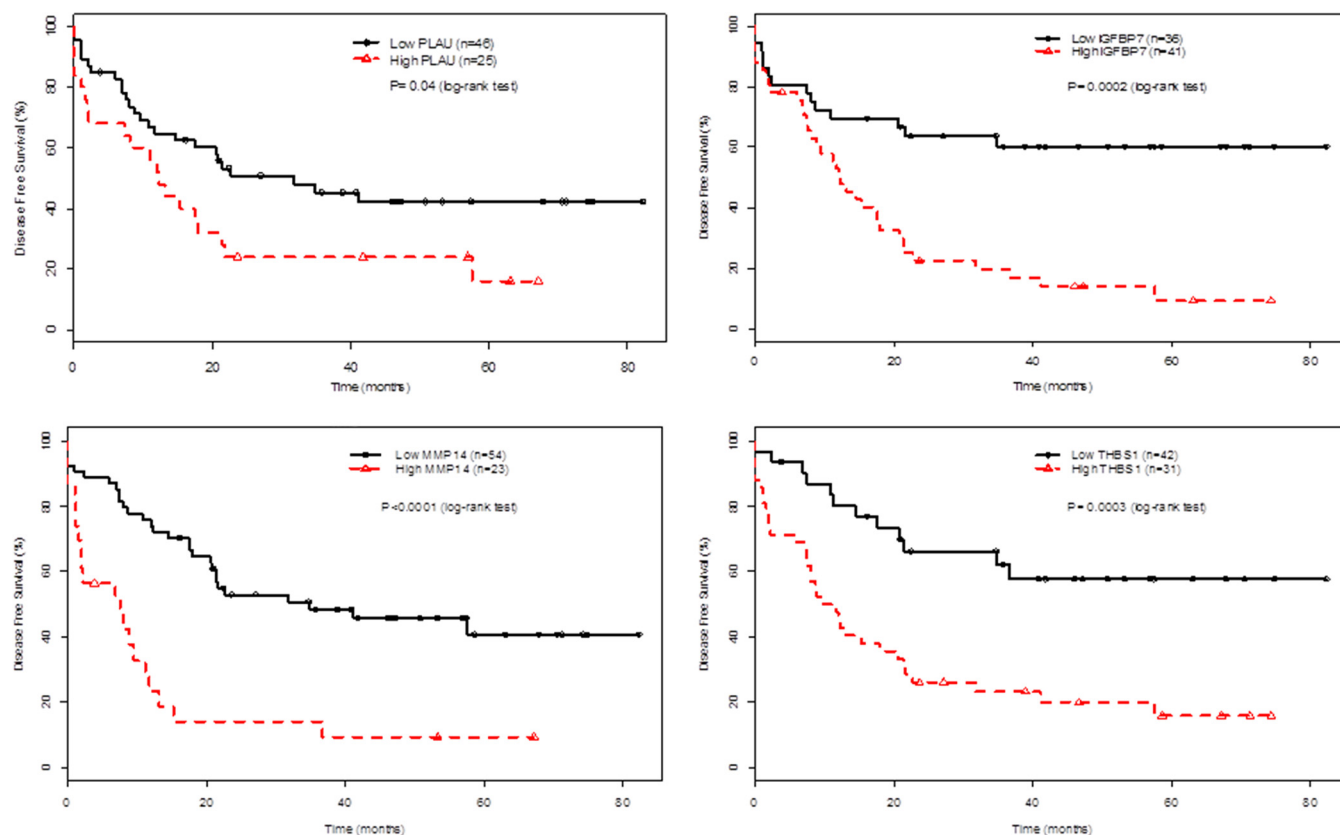 Low PLAU (n=46)
High PLAU (n=25)
P= 0.04 (log-rank test)
Disease Free Survival (%)
0 20 40 60 80 100
0 20 40 60 80
Time (months)
Low IGFBP7 (n=36)
High IGFBP7 (n=41)
P= 0.0002 (log-rank test)
Disease Free Survival (%)
0 20 40 60 80 100
0 20 40 60 80
Time (months)
Low MMP14 (n=54)
High MMP14 (n=23)
P <0.0001 (log-rank test)
Disease Free Survival (%)
0 20 40 60 80 100
0 20 40 60 80
Time (months)
Low THBS1 (n=42)
High THBS1 (n=31)
P= 0.0003 (log-rank test)
Disease Free Survival (%)
0 20 40 60 80 100
0 20 40 60 80
Time (months)